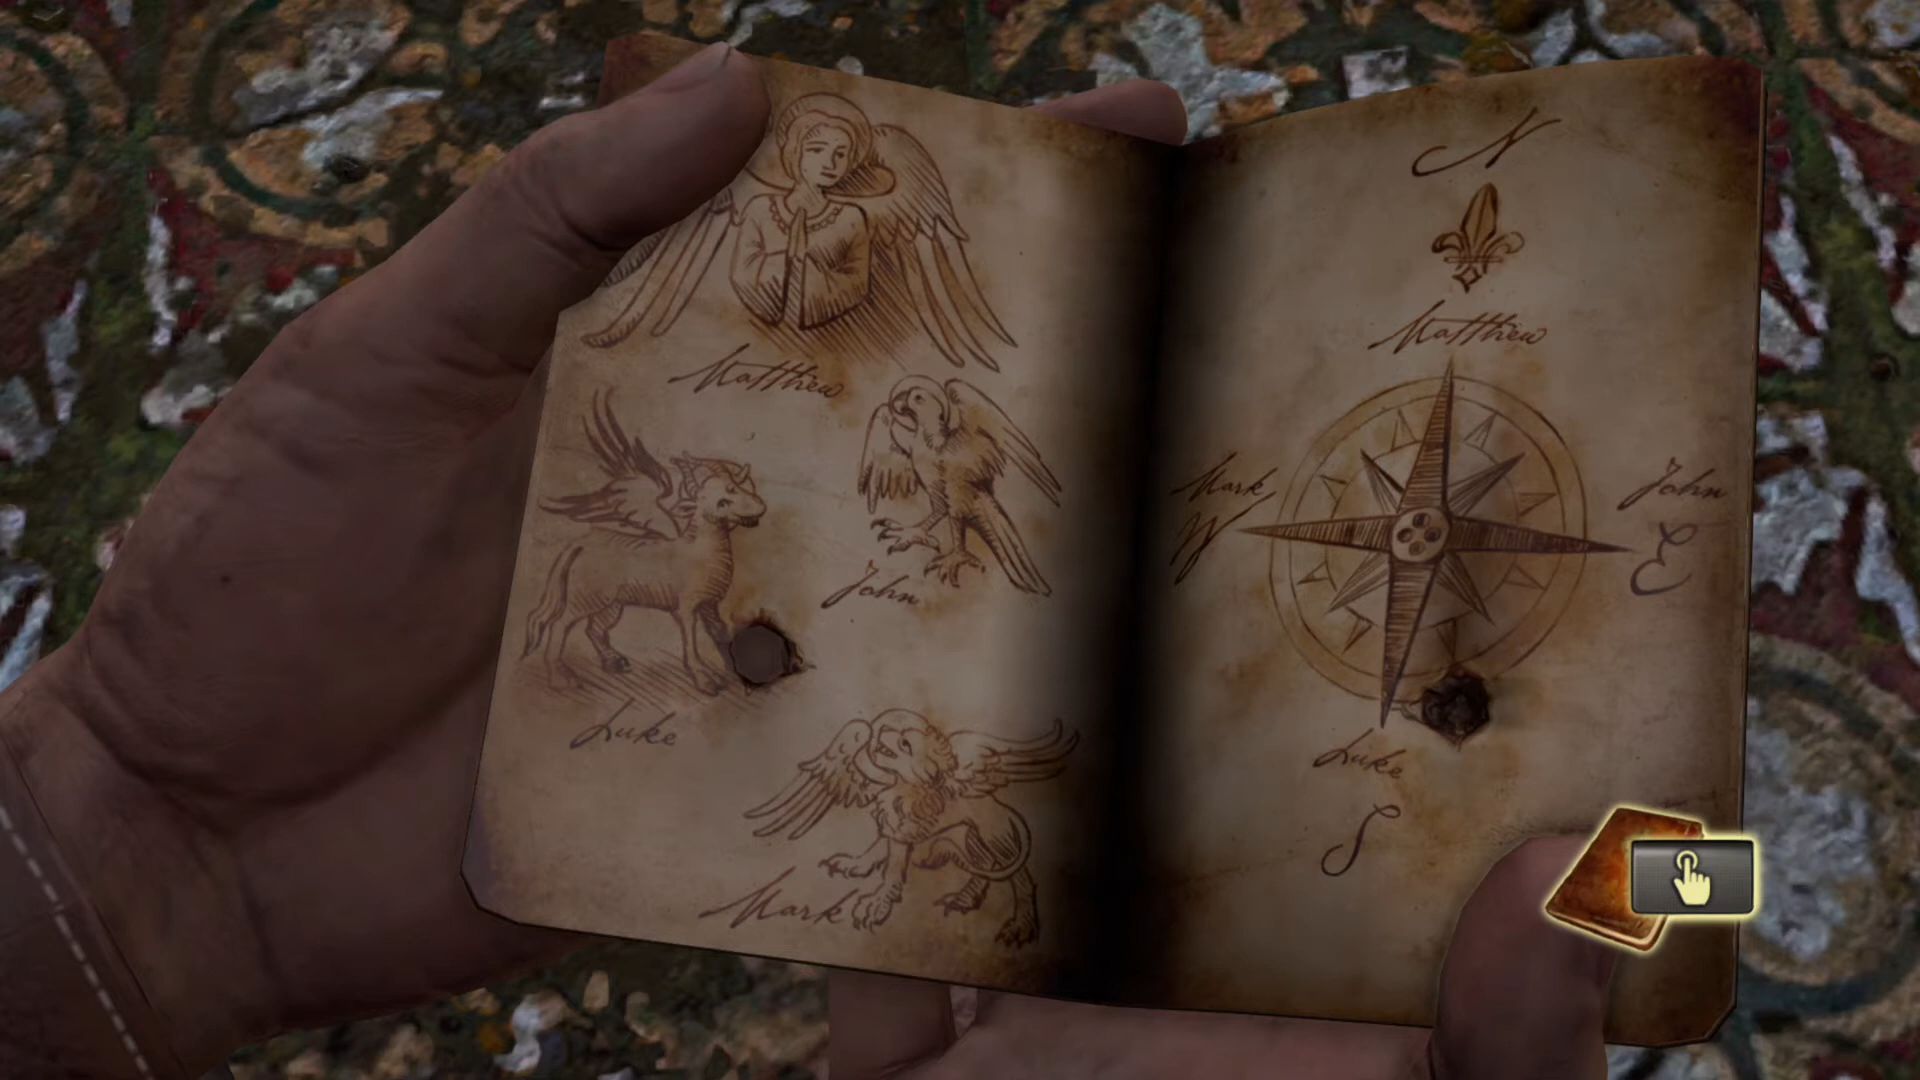 Matthew
John
Luke
Mark
N
Matthew
Mark
John
W
E
Luke
S